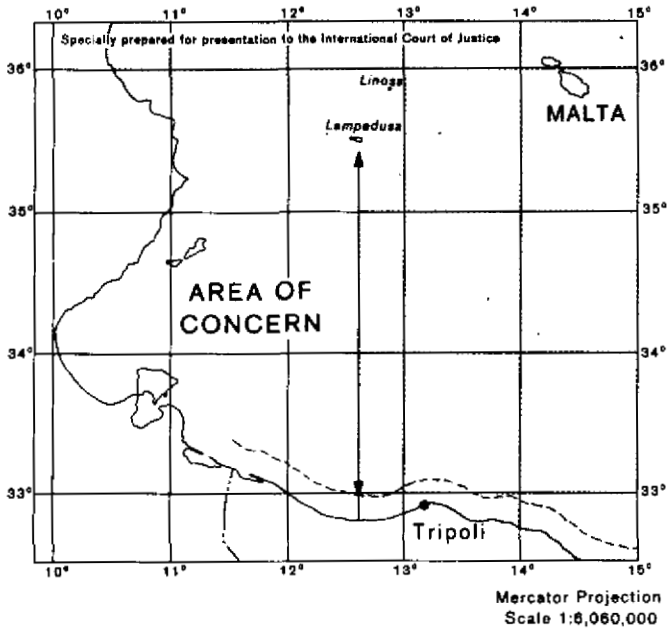 10° 11° 12° 13° 14° 15°
Specially prepared for presentation to the International Court of Justice
36° 36°
Linosa
MALTA
Lampedusa
35° 35°
AREA OF
CONCERN
34° 34°
33° 33°
Tripoli
10° 11° 12° 13° 14° 15°
Mercator Projection
Scale 1:6,060,000